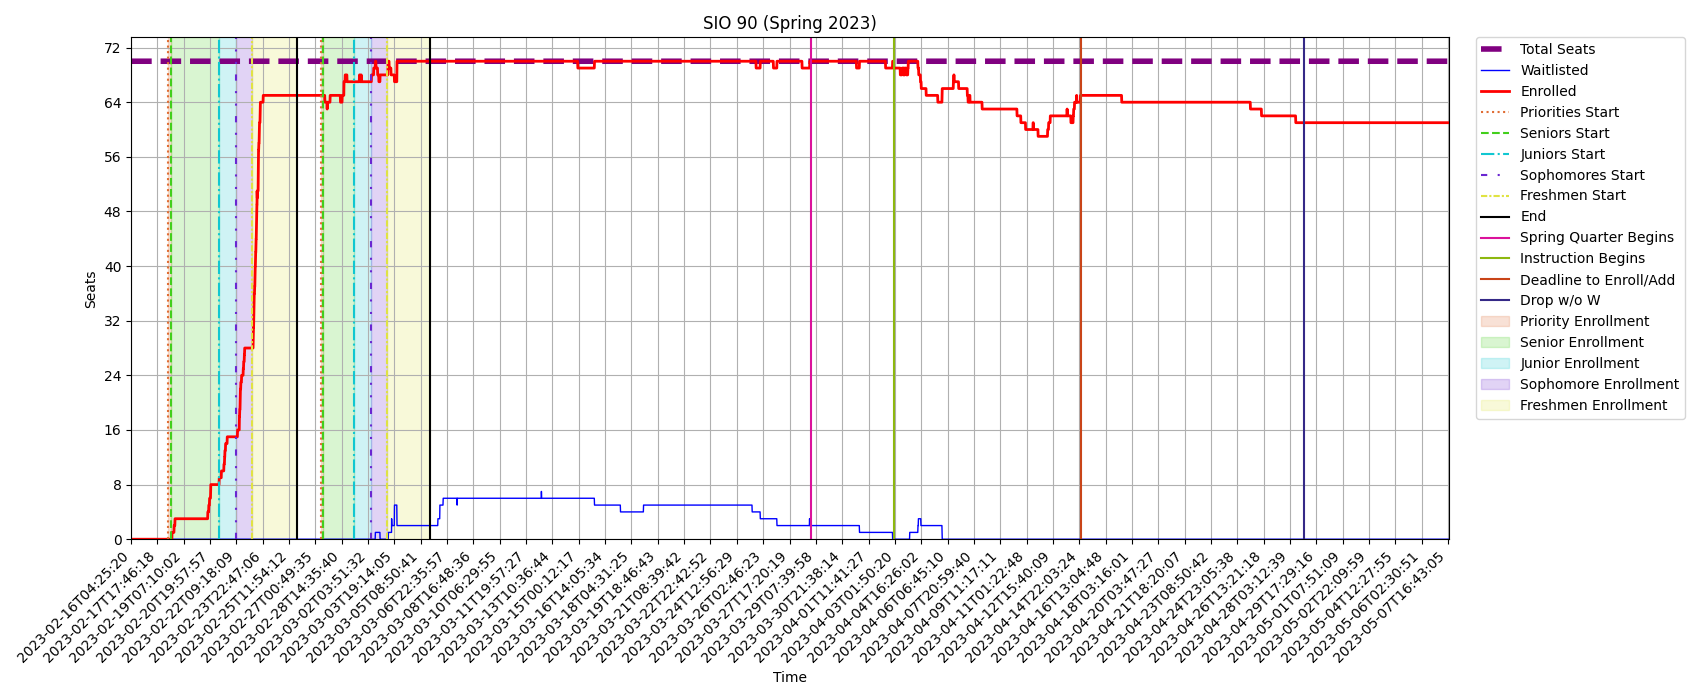 SIO 90 (Spring 2023)
72
64
56
48
40
32
24
16
8
0
Seats
2023-02-16T04:25:20
2023-02-17T17:46:18
2023-02-19T07:10:02
2023-02-20T19:57:57
2023-02-22T09:18:09
2023-02-23T22:47:06
2023-02-25T11:54:12
2023-02-27T00:49:35
2023-02-28T14:35:40
2023-03-02T03:51:32
2023-03-03T19:14:05
2023-03-05T08:50:41
2023-03-06T22:35:57
2023-03-08T16:48:36
2023-03-10T06:29:55
2023-03-11T19:57:27
2023-03-13T10:36:44
2023-03-15T00:12:17
2023-03-16T14:05:34
2023-03-18T04:31:25
2023-03-19T18:46:43
2023-03-21T08:39:42
2023-03-22T22:42:52
2023-03-24T12:56:29
2023-03-26T02:46:23
2023-03-27T17:20:19
2023-03-29T07:39:58
2023-03-30T21:38:14
2023-04-01T11:41:27
2023-04-03T01:50:20
2023-04-04T16:26:02
2023-04-06T06:45:10
2023-04-07T20:59:40
2023-04-09T11:17:11
2023-04-11T01:22:48
2023-04-12T15:40:09
2023-04-14T22:03:24
2023-04-16T13:04:48
2023-04-18T03:16:01
2023-04-20T03:47:27
2023-04-21T18:20:07
2023-04-23T08:50:42
2023-04-24T23:05:38
2023-04-26T13:21:18
2023-04-28T03:12:39
2023-04-29T17:29:16
2023-05-01T07:51:09
2023-05-02T22:09:59
2023-05-04T12:27:55
2023-05-06T02:30:51
2023-05-07T16:43:05
Time
Total Seats
Waitlisted
Enrolled
Priorities Start
Seniors Start
Juniors Start
Sophomores Start
Freshmen Start
End
Spring Quarter Begins
Instruction Begins
Deadline to Enroll/Add
Drop w/o W
Priority Enrollment
Senior Enrollment
Junior Enrollment
Sophomore Enrollment
Freshmen Enrollment